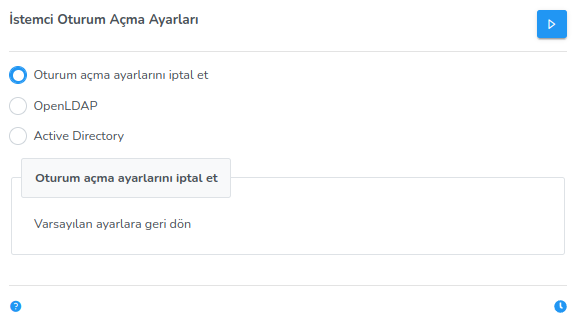 İstemci Oturum Açma Ayarları
Oturum açma ayarlarını iptal et
OpenLDAP
Active Directory
Oturum açma ayarlarını iptal et
Varsayılan ayarlara geri dön